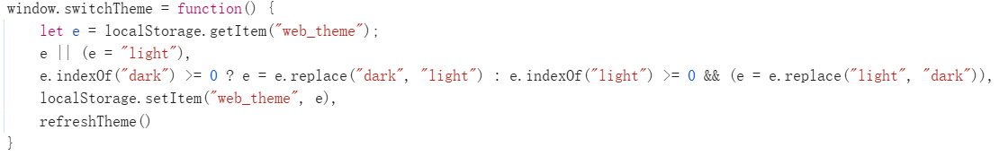 window.switchTheme = function() {
    let e = localStorage.getItem("web_theme");
    e || (e = "light"),
    e.indexOf("dark") >= 0 ? e = e.replace("dark", "light") : e.indexOf("light") >= 0 && (e = e.replace("light", "dark")),
    localStorage.setItem("web_theme", e),
    refreshTheme()
}